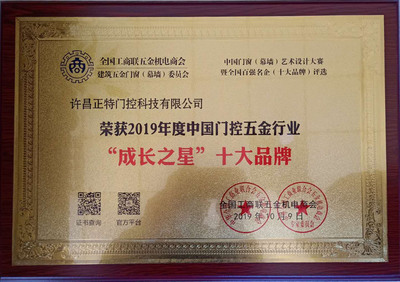 全国工商联五金机电商会
建筑五金门窗(幕墙)委员会
中国门窗(幕墙)艺术设计大赛
暨全国百强名企(十大品牌)评选
许昌正特门控科技有限公司
荣获2019年度中国门控五金行业
“成长之星”十大品牌
证书查询
官方平台
全国工商联五金机电商会
2019年10月9日